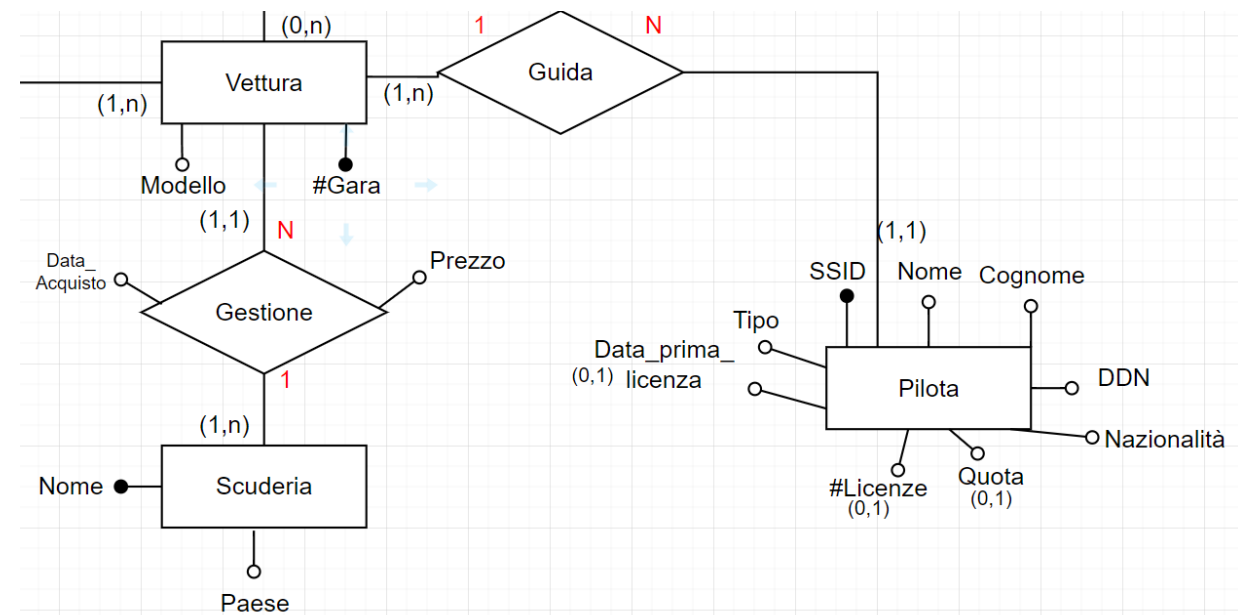 (0,n)
1
N
Vettura
Guida
(1,n)
(1,n)
Modello
#Gara
(1,1)
N
(1,1)
Data_
Acquisto
Prezzo
SSID
Nome
Cognome
Gestione
Tipo
Data_prima_
(0,1) licenza
1
Pilota
DDN
(1,n)
Nazionalità
Nome
Scuderia
#Licenze
(0,1)
Quota
(0,1)
Paese